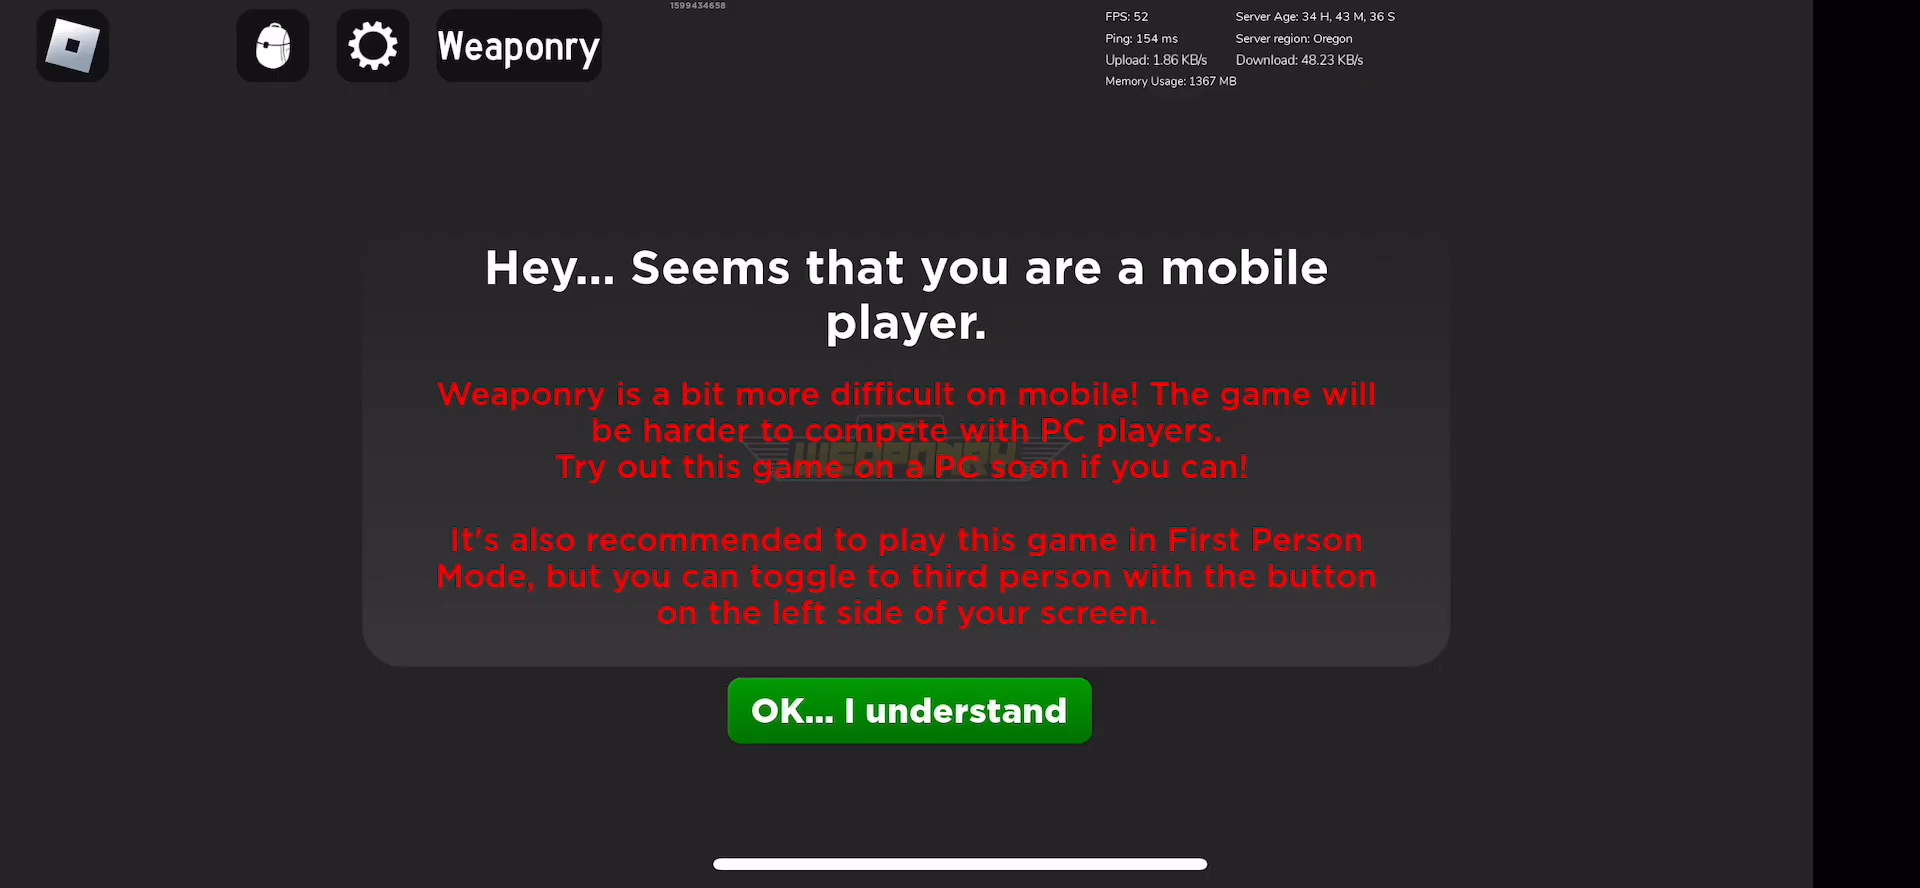 1599434658
Weaponry
FPS: 52
Server Age: 34 H, 43 M, 36 S
Ping: 154 ms
Server region: Oregon
Upload: 1.86 KB/s
Download: 48.23 KB/s
Memory Usage: 1367 MB
Hey... Seems that you are a mobile
player.
Weaponry is a bit more difficult on mobile! The game will
be harder to compete with PC players.
WEAPONRY
Try out this game on a PC soon if you can!
It's also recommended to play this game in First Person
Mode, but you can toggle to third person with the button
on the left side of your screen.
OK... I understand